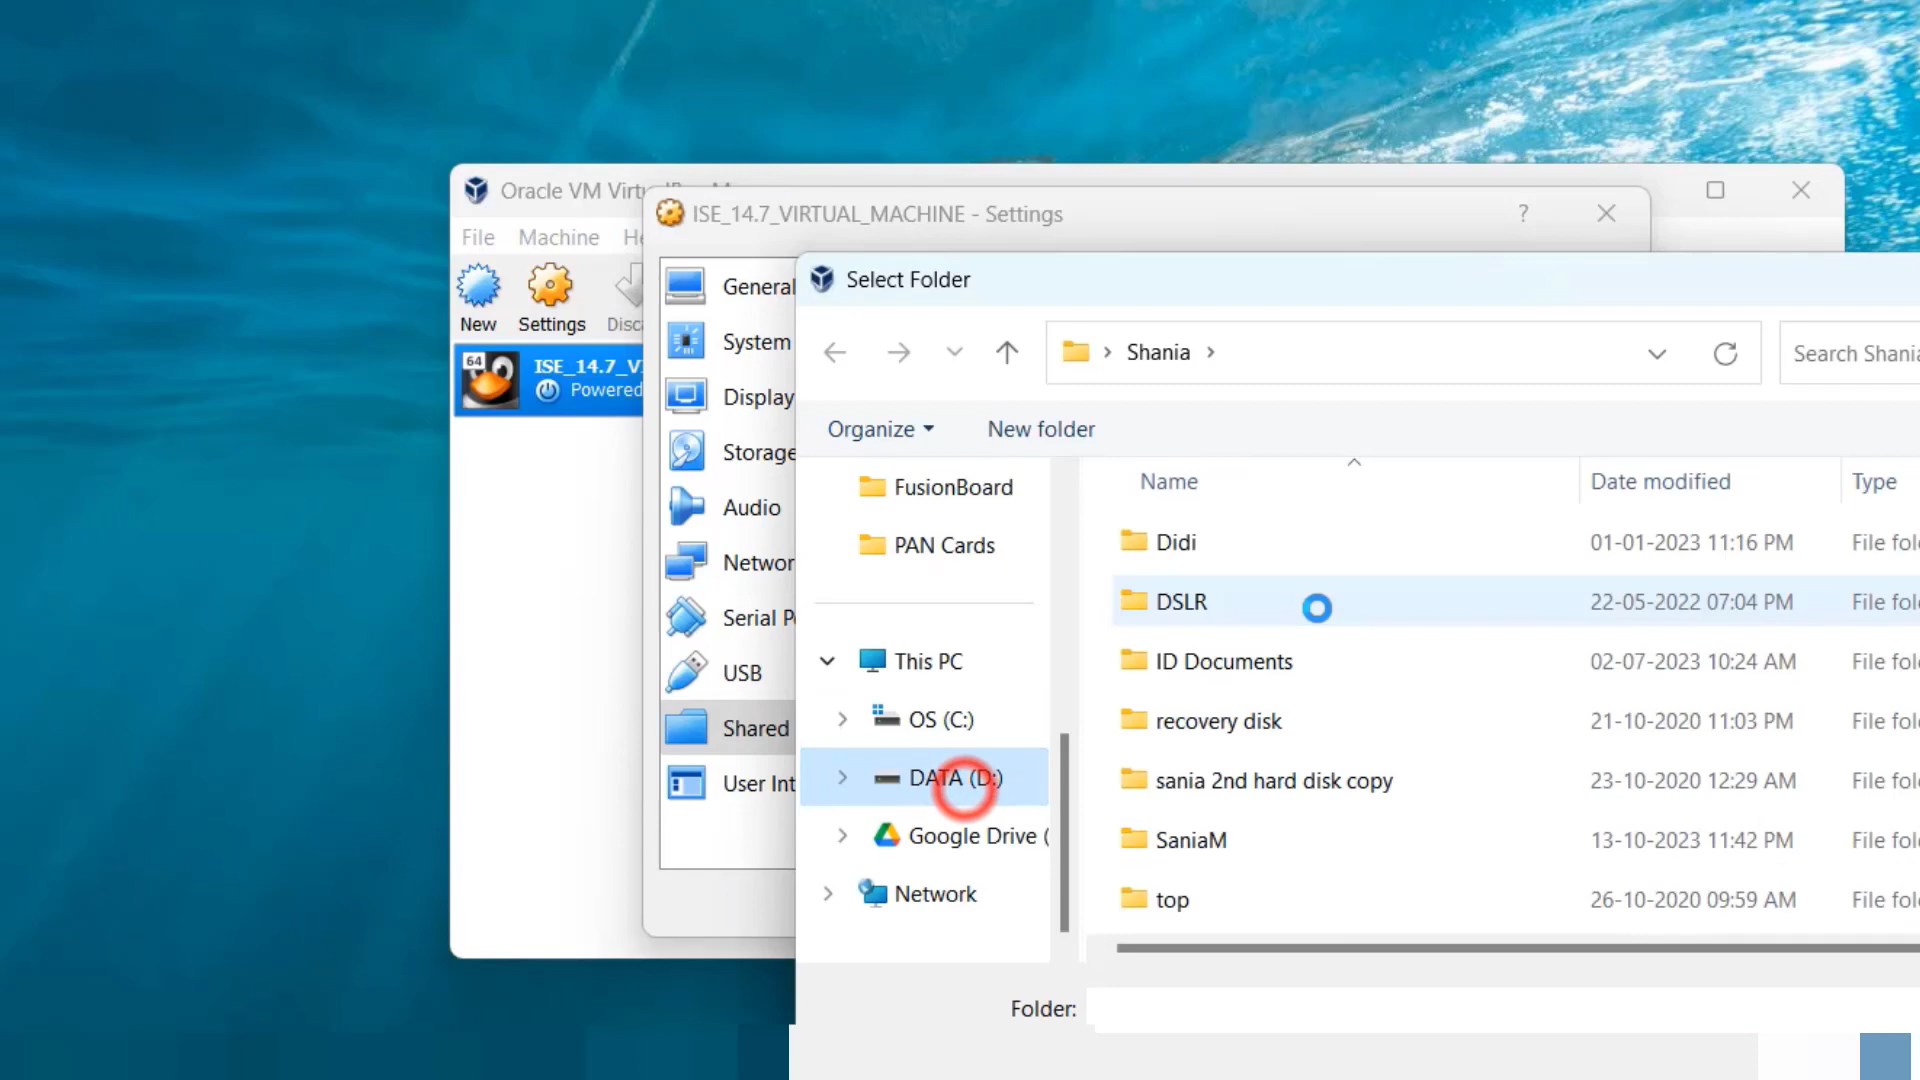 Oracle VM Virtu
File Machine He
New Settings Disc
64
ISE_14.7_VI
Powered
ISE_14.7_VIRTUAL_MACHINE - Settings
?
General
System
Display
Storage
Audio
Networ
Serial P
USB
Shared
User Int
Select Folder
Shania
Search Shania
Organize New folder
FusionBoard
PAN Cards
This PC
OS (C:)
DATA (D:)
Google Drive (
Network
Name Date modified Type
Didi 01-01-2023 11:16 PM File fol
DSLR 22-05-2022 07:04 PM File fol
ID Documents 02-07-2023 10:24 AM File fol
recovery disk 21-10-2020 11:03 PM File fol
sania 2nd hard disk copy 23-10-2020 12:29 AM File fol
SaniaM 13-10-2023 11:42 PM File fol
top 26-10-2020 09:59 AM File fol
Folder: